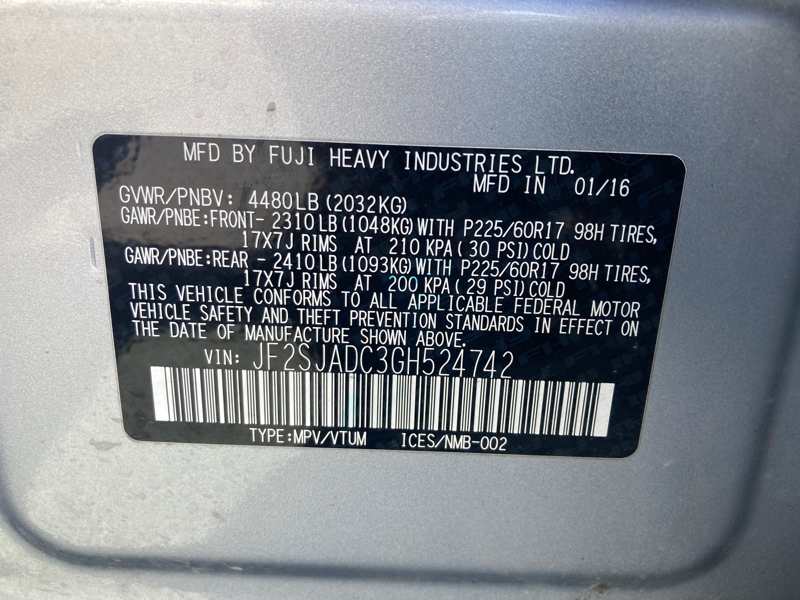 MFD BY FUJI HEAVY INDUSTRIES LTD.
MFD IN 01/16
GVWR/PNBV: 4480LB(2032KG)
GAWR/PNBE:FRONT- 2310LB(1048KG)WITH P225/60R17 98H TIRES,
17X7J RIMS AT 210 KPA(30 PSI)COLD
GAWR/PNBE:REAR - 2410LB(1093KG)WITH P225/60R17 98H TIRES,
17X7J RIMS AT 200 KPA(29 PSI)COLD
THIS VEHICLE CONFORMS TO ALL APPLICABLE FEDERAL MOTOR
VEHICLE SAFETY AND THEFT PREVENTION STANDARDS IN EFFECT ON
THE DATE OF MANUFACTURE SHOWN ABOVE.
VIN: JF2SJADC3GH524742
TYPE:MPV/VTUM ICES/NMB-002